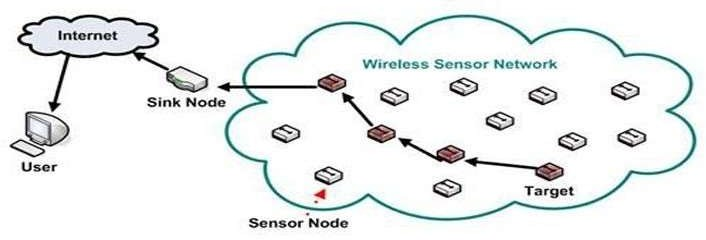 Internet
Wireless Sensor Network
Sink Node
User
Target
Sensor Node